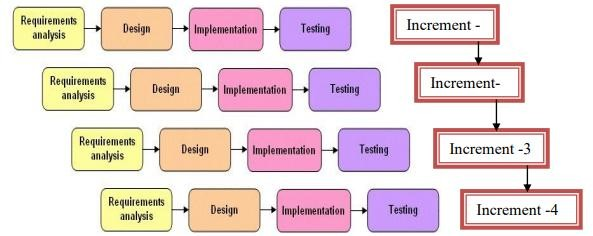 Requirements
analysis
Design
Implementation
Testing
Increment -
Requirements
analysis
Design
Implementation
Testing
Increment-
Requirements
analysis
Design
Implementation
Testing
Increment -3
Requirements
analysis
Design
Implementation
Testing
Increment -4